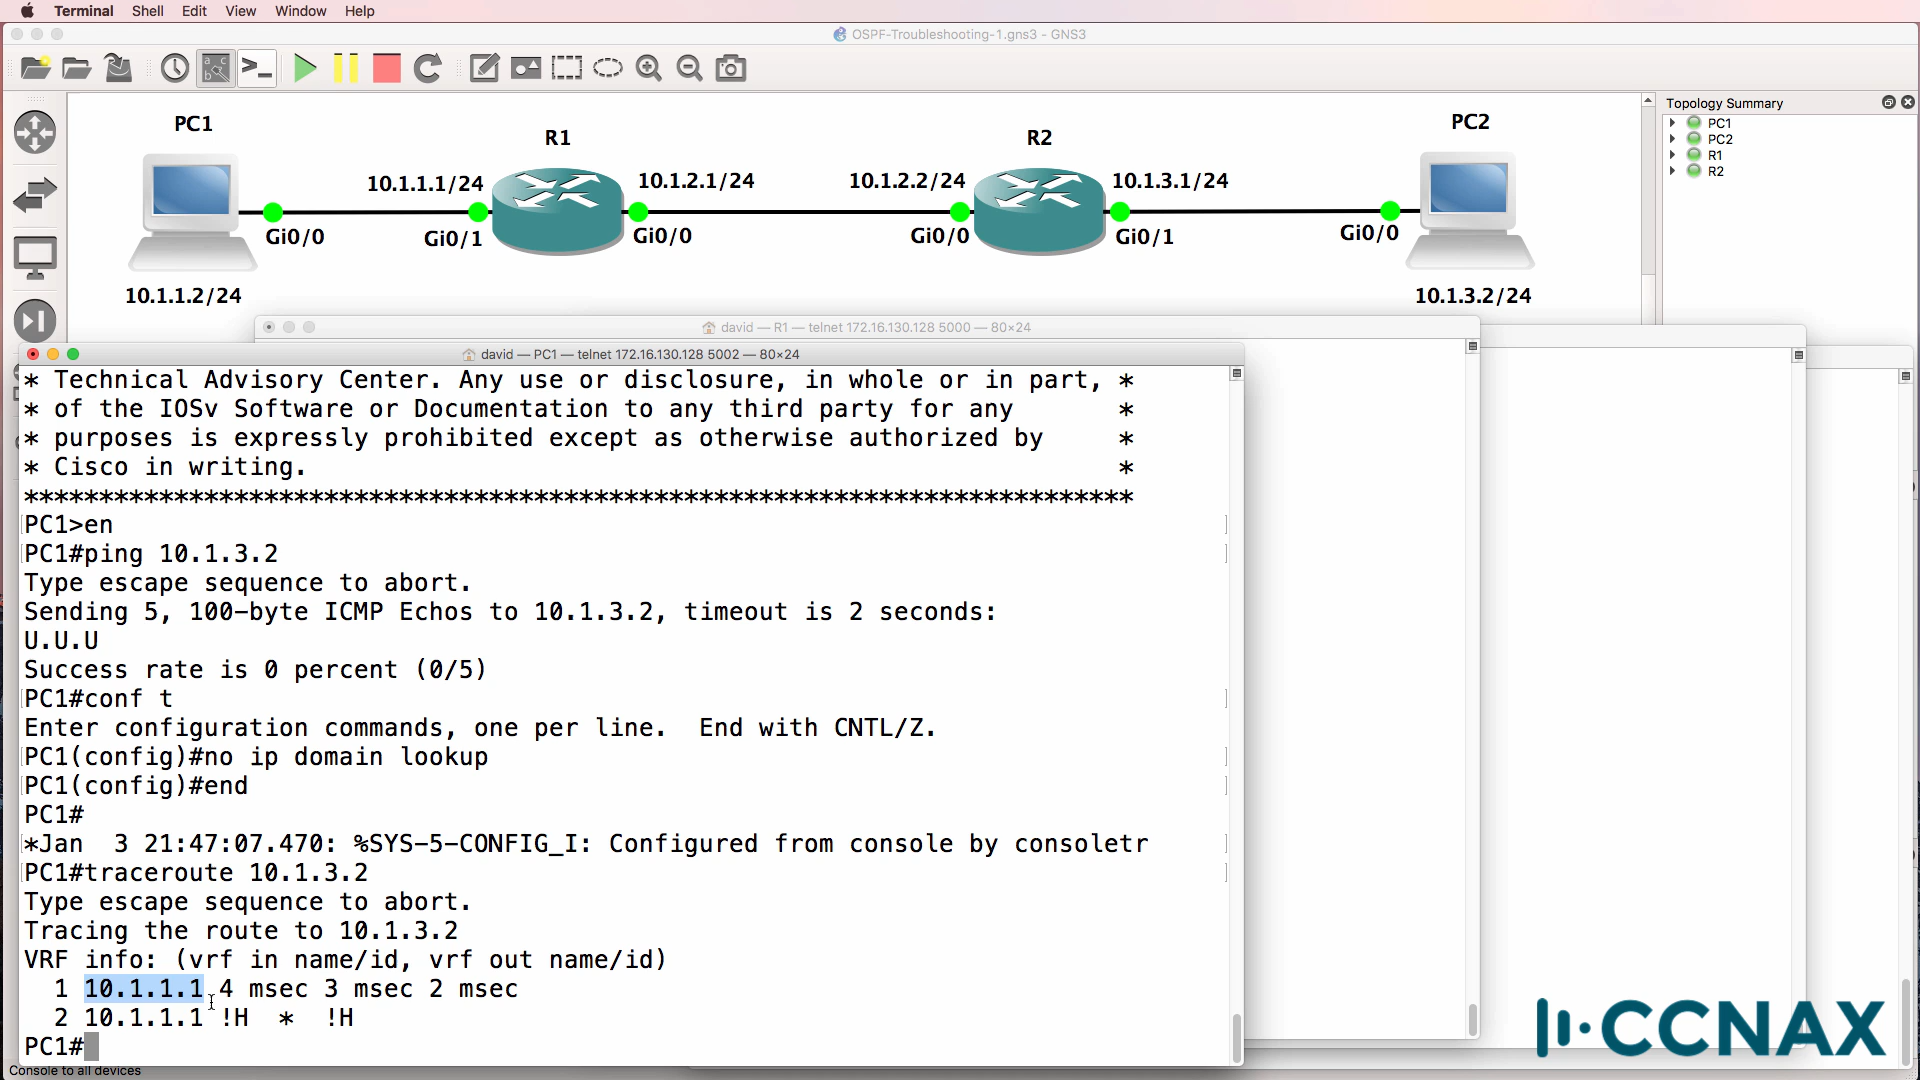 Terminal Shell Edit View Window Help
OSPF-Troubleshooting-1.gns3 - GNS3
Topology Summary
PC1
PC2
R1
R2
PC1
R1
R2
PC2
10.1.1.1/24
10.1.2.1/24
10.1.2.2/24
10.1.3.1/24
Gi0/0
Gi0/1
Gi0/0
Gi0/0
Gi0/1
Gi0/0
10.1.1.2/24
10.1.3.2/24
david — R1 — telnet 172.16.130.128 5000 — 80×24
david — PC1 — telnet 172.16.130.128 5002 — 80×24
* Technical Advisory Center. Any use or disclosure, in whole or in part, *
* of the IOSv Software or Documentation to any third party for any *
* purposes is expressly prohibited except as otherwise authorized by *
* Cisco in writing. *
**************************************************************************
PC1>en
PC1#ping 10.1.3.2
Type escape sequence to abort.
Sending 5, 100-byte ICMP Echos to 10.1.3.2, timeout is 2 seconds:
U.U.U
Success rate is 0 percent (0/5)
PC1#conf t
Enter configuration commands, one per line.  End with CNTL/Z.
PC1(config)#no ip domain lookup
PC1(config)#end
PC1#
*Jan  3 21:47:07.470: %SYS-5-CONFIG_I: Configured from console by consoletr
PC1#traceroute 10.1.3.2
Type escape sequence to abort.
Tracing the route to 10.1.3.2
VRF info: (vrf in name/id, vrf out name/id)
1 10.1.1.1 4 msec 3 msec 2 msec
2 10.1.1.1 !H  *  !H
PC1#
Console to all devices
CCNAX